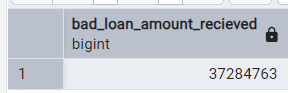 bad_loan_amount_recieved
bigint
1
37284763